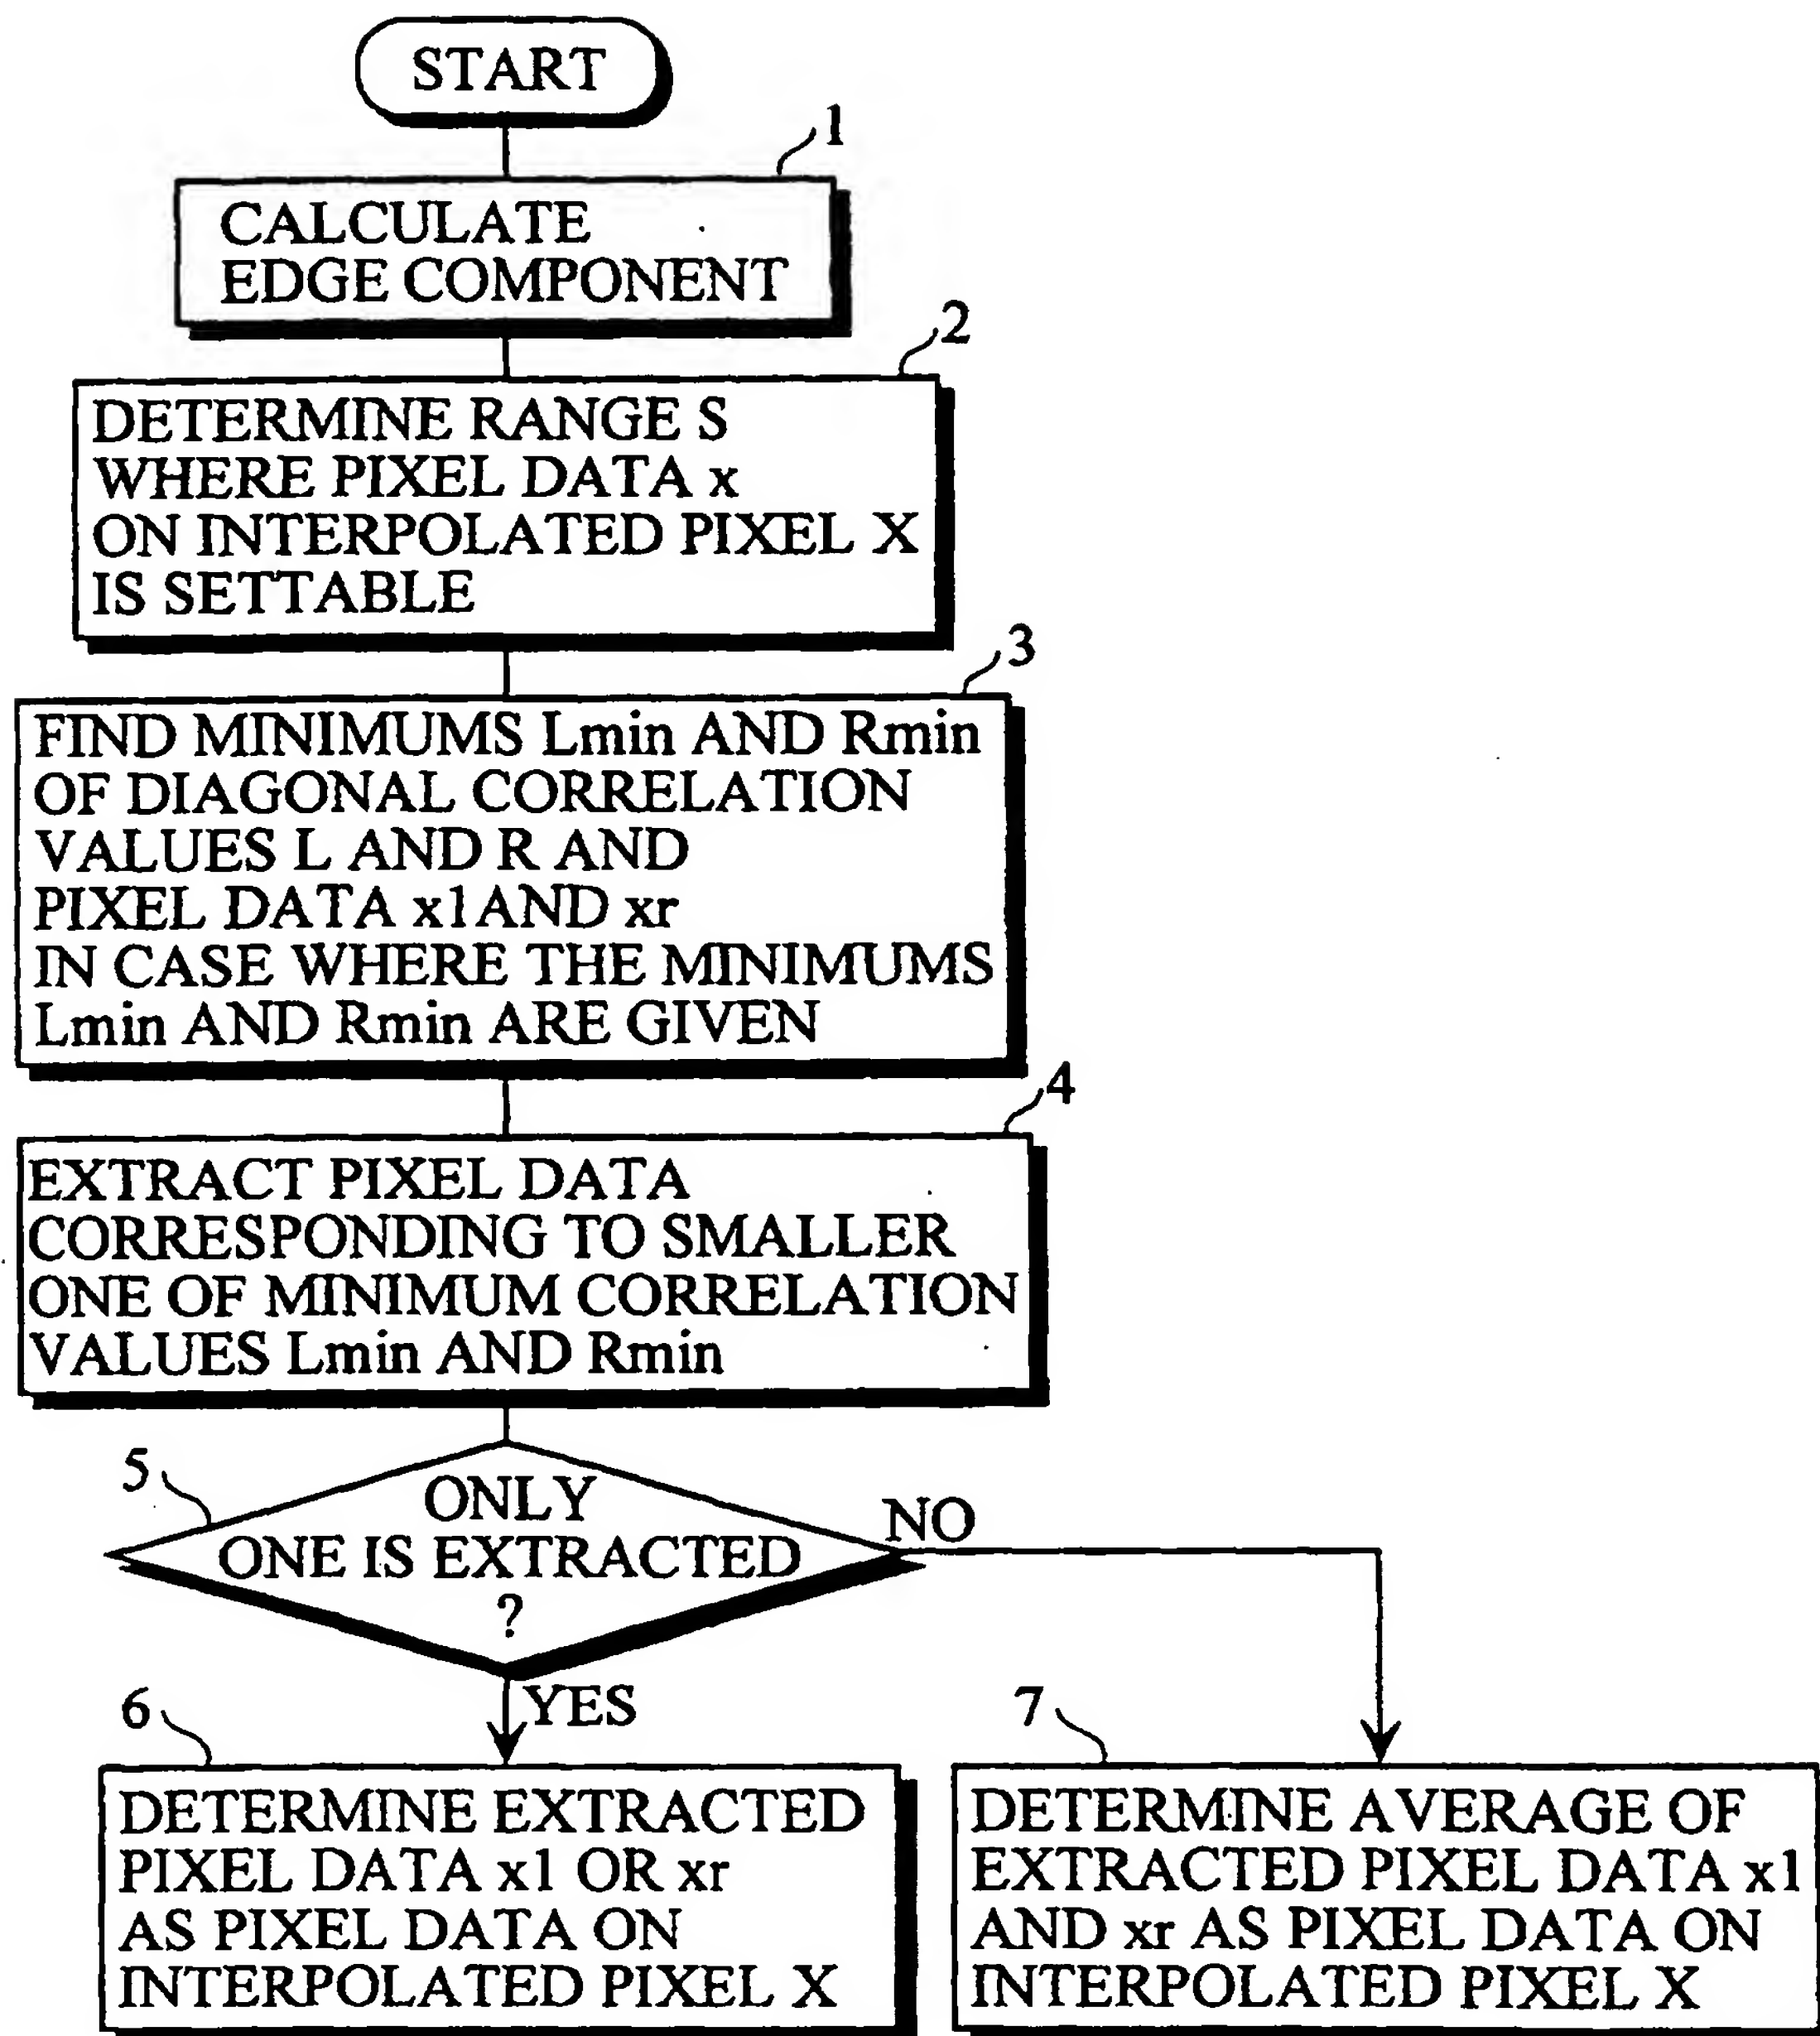 START
1
CALCULATE
EDGE COMPONENT
2
DETERMINE RANGE S
WHERE PIXEL DATA x
ON INTERPOLATED PIXEL X
IS SETTABLE
3
FIND MINIMUMS Lmin AND Rmin
OF DIAGONAL CORRELATION
VALUES L AND R AND
PIXEL DATA x1AND xr
IN CASE WHERE THE MINIMUMS
Lmin AND Rmin ARE GIVEN
4
EXTRACT PIXEL DATA
CORRESPONDING TO SMALLER
ONE OF MINIMUM CORRELATION
VALUES Lmin AND Rmin
5
ONLY
ONE IS EXTRACTED
?
NO
YES
6
DETERMINE EXTRACTED
PIXEL DATA x1 OR xr
AS PIXEL DATA ON
INTERPOLATED PIXEL X
7
DETERMINE AVERAGE OF
EXTRACTED PIXEL DATA x1
AND xr AS PIXEL DATA ON
INTERPOLATED PIXEL X